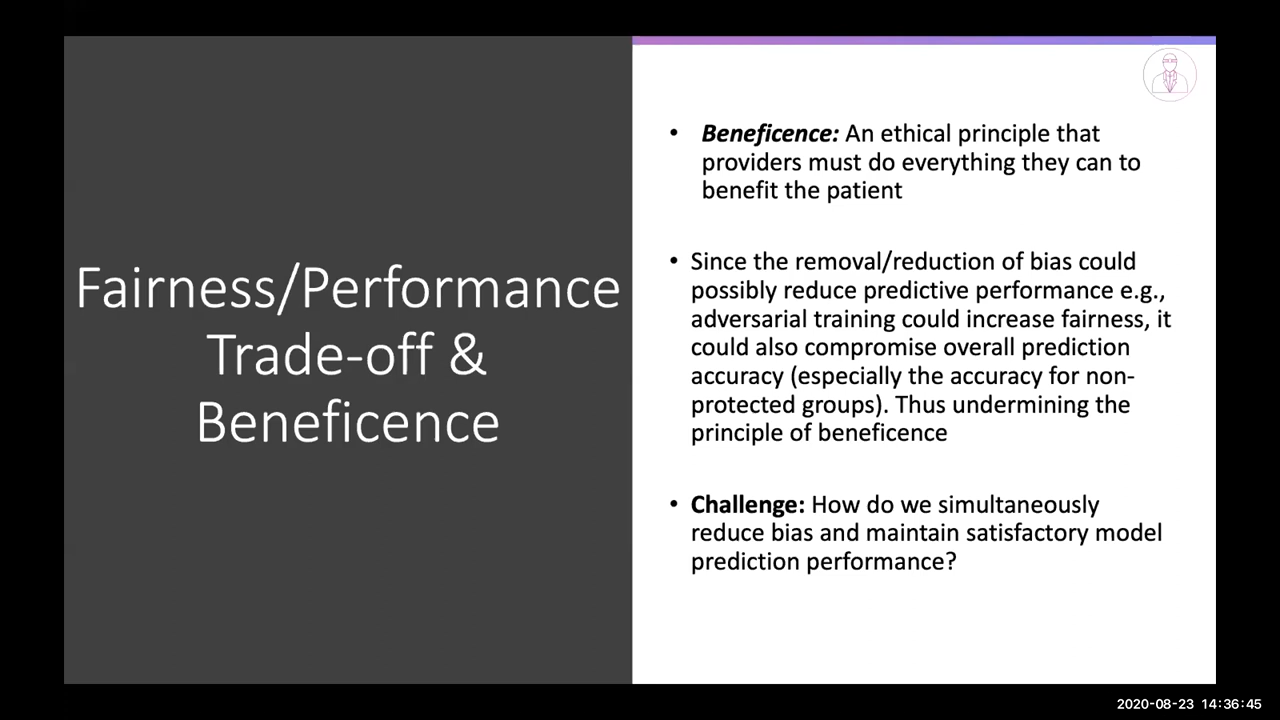 Fairness/Performance
Trade-off &
Beneficence
• Beneficence: An ethical principle that
providers must do everything they can to
benefit the patient
• Since the removal/reduction of bias could
possibly reduce predictive performance e.g.,
adversarial training could increase fairness, it
could also compromise overall prediction
accuracy (especially the accuracy for non-
protected groups). Thus undermining the
principle of beneficence
• Challenge: How do we simultaneously
reduce bias and maintain satisfactory model
prediction performance?
2020-08-23 14:36:45